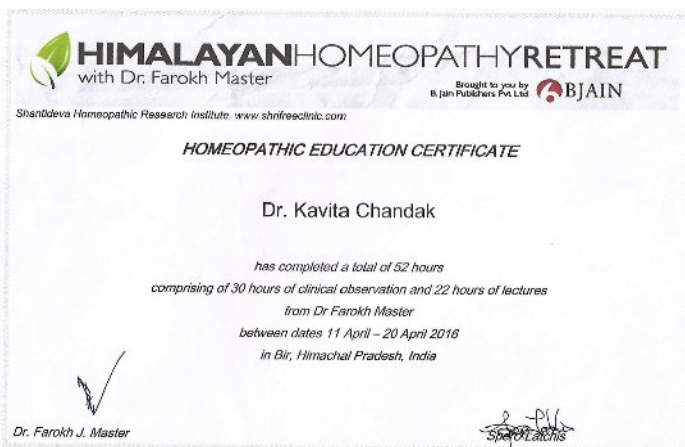 HIMALAYANHOMEOPATHYRETREAT
with Dr. Farokh Master
Brought to you by
B. Jain Publishers Pvt Ltd
BJAIN
Shantideva Homeopathic Research Institute. www.shrifreeclinic.com
HOMEOPATHIC EDUCATION CERTIFICATE
Dr. Kavita Chandak
has completed a total of 52 hours
comprising of 30 hours of clinical observation and 22 hours of lectures
from Dr Farokh Master
between dates 11 April – 20 April 2016
in Bir, Himachal Pradesh, India
Dr. Farokh J. Master
Spero Latchis